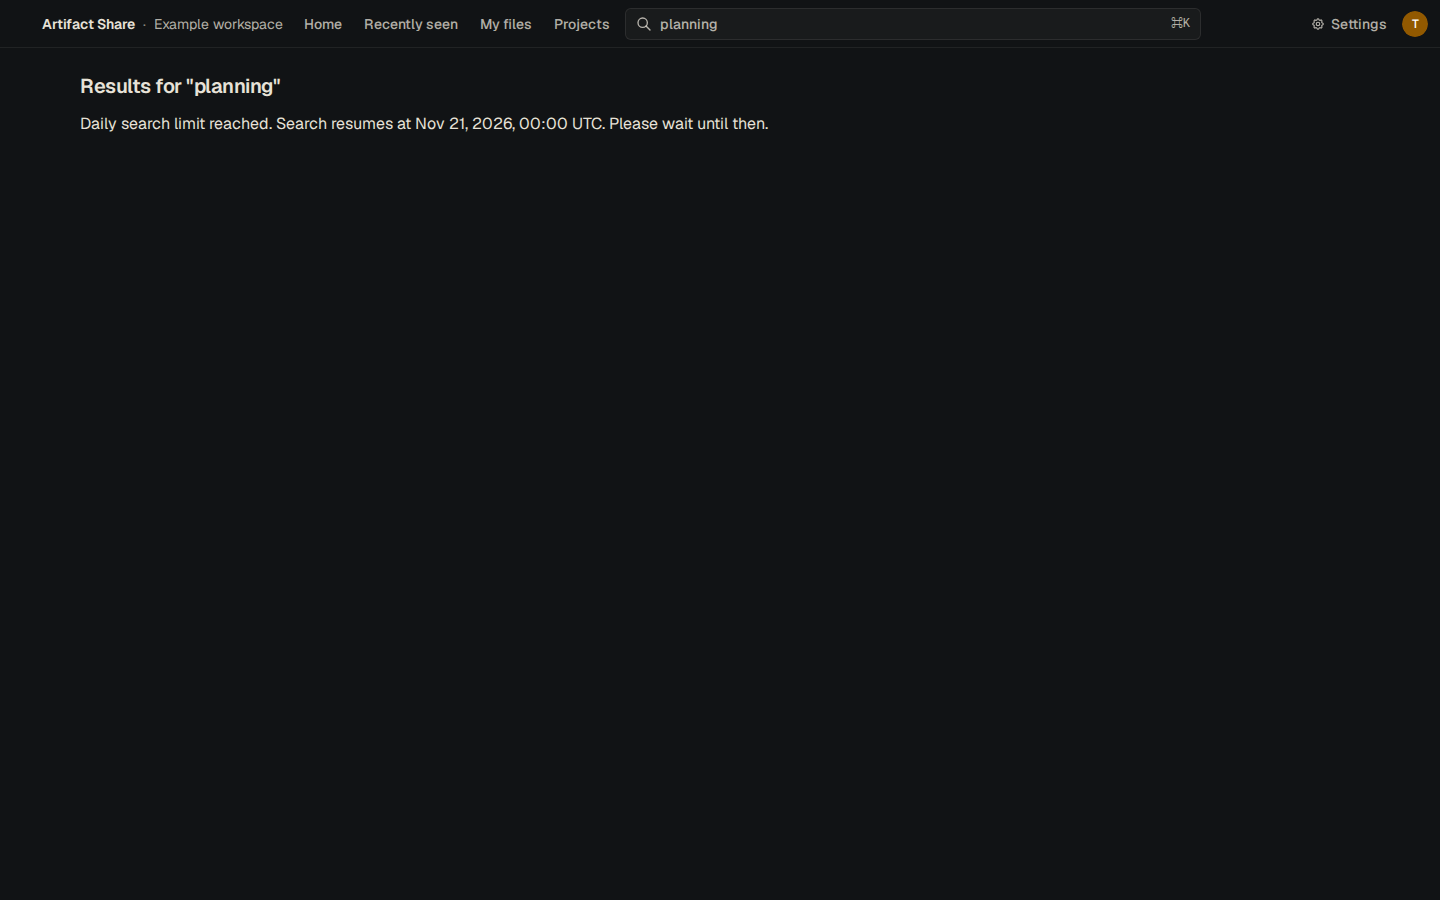 Artifact Share · Example workspace Home Recently seen My files Projects planning ⌘K Settings T
Results for "planning"
Daily search limit reached. Search resumes at Nov 21, 2026, 00:00 UTC. Please wait until then.